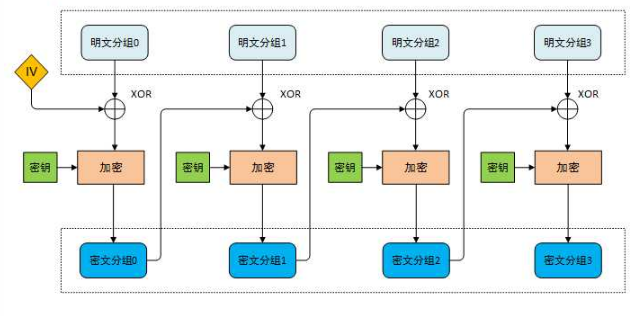 明文分组0
明文分组1
明文分组2
明文分组3
IV
XOR
XOR
XOR
XOR
密钥
加密
密钥
加密
密钥
加密
密钥
加密
密文分组0
密文分组1
密文分组2
密文分组3